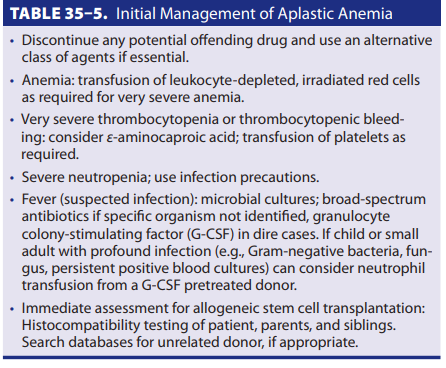 TABLE 35–5. Initial Management of Aplastic Anemia
• Discontinue any potential offending drug and use an alternative
class of agents if essential.
• Anemia: transfusion of leukocyte-depleted, irradiated red cells
as required for very severe anemia.
• Very severe thrombocytopenia or thrombocytopenic bleed-
ing: consider ε-aminocaproic acid; transfusion of platelets as
required.
• Severe neutropenia; use infection precautions.
• Fever (suspected infection): microbial cultures; broad-spectrum
antibiotics if specific organism not identified, granulocyte
colony-stimulating factor (G-CSF) in dire cases. If child or small
adult with profound infection (e.g., Gram-negative bacteria, fun-
gus, persistent positive blood cultures) can consider neutrophil
transfusion from a G-CSF pretreated donor.
• Immediate assessment for allogeneic stem cell transplantation:
Histocompatibility testing of patient, parents, and siblings.
Search databases for unrelated donor, if appropriate.